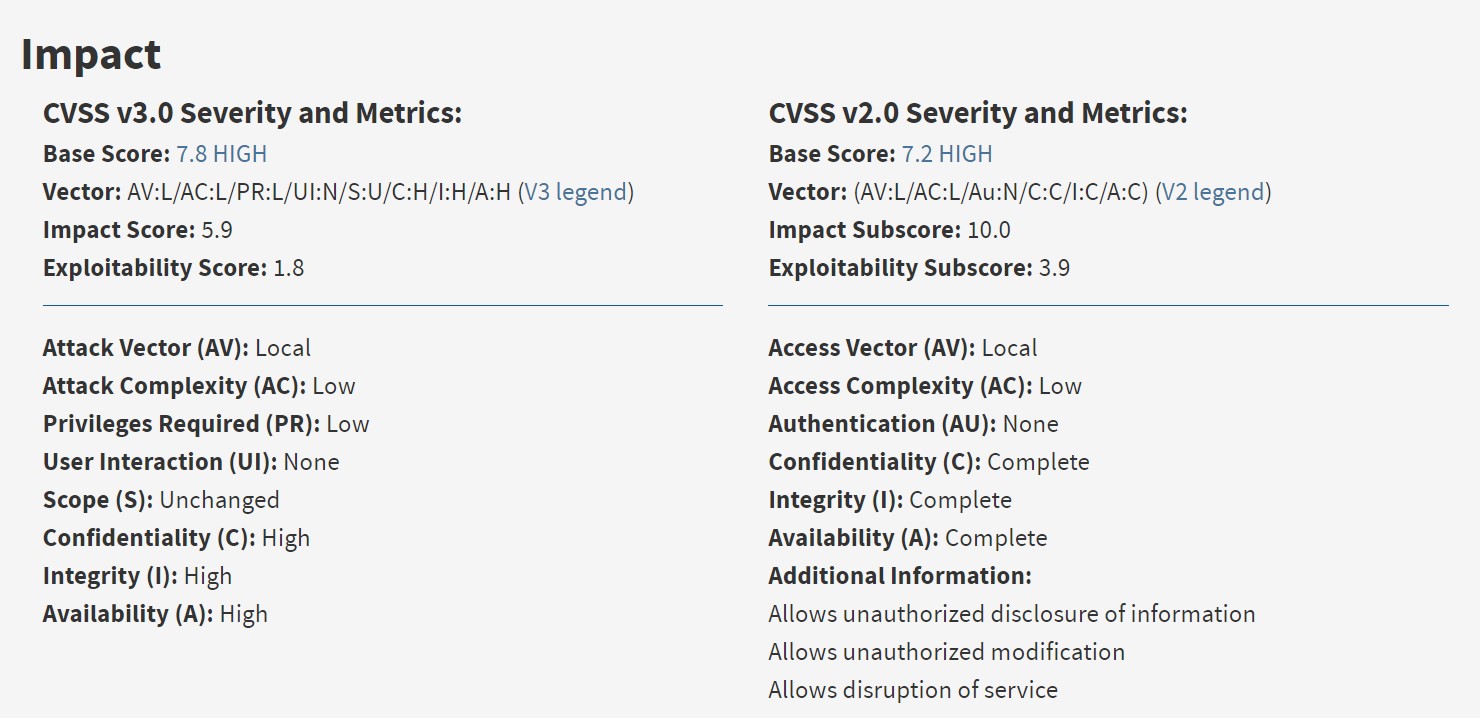 Impact
CVSS v3.0 Severity and Metrics:
Base Score: 7.8 HIGH
Vector: AV:L/AC:L/PR:L/UI:N/S:U/C:H/I:H/A:H (V3 legend)
Impact Score: 5.9
Exploitability Score: 1.8
Attack Vector (AV): Local
Attack Complexity (AC): Low
Privileges Required (PR): Low
User Interaction (UI): None
Scope (S): Unchanged
Confidentiality (C): High
Integrity (I): High
Availability (A): High
CVSS v2.0 Severity and Metrics:
Base Score: 7.2 HIGH
Vector: (AV:L/AC:L/Au:N/C:C/I:C/A:C) (V2 legend)
Impact Subscore: 10.0
Exploitability Subscore: 3.9
Access Vector (AV): Local
Access Complexity (AC): Low
Authentication (AU): None
Confidentiality (C): Complete
Integrity (I): Complete
Availability (A): Complete
Additional Information:
Allows unauthorized disclosure of information
Allows unauthorized modification
Allows disruption of service